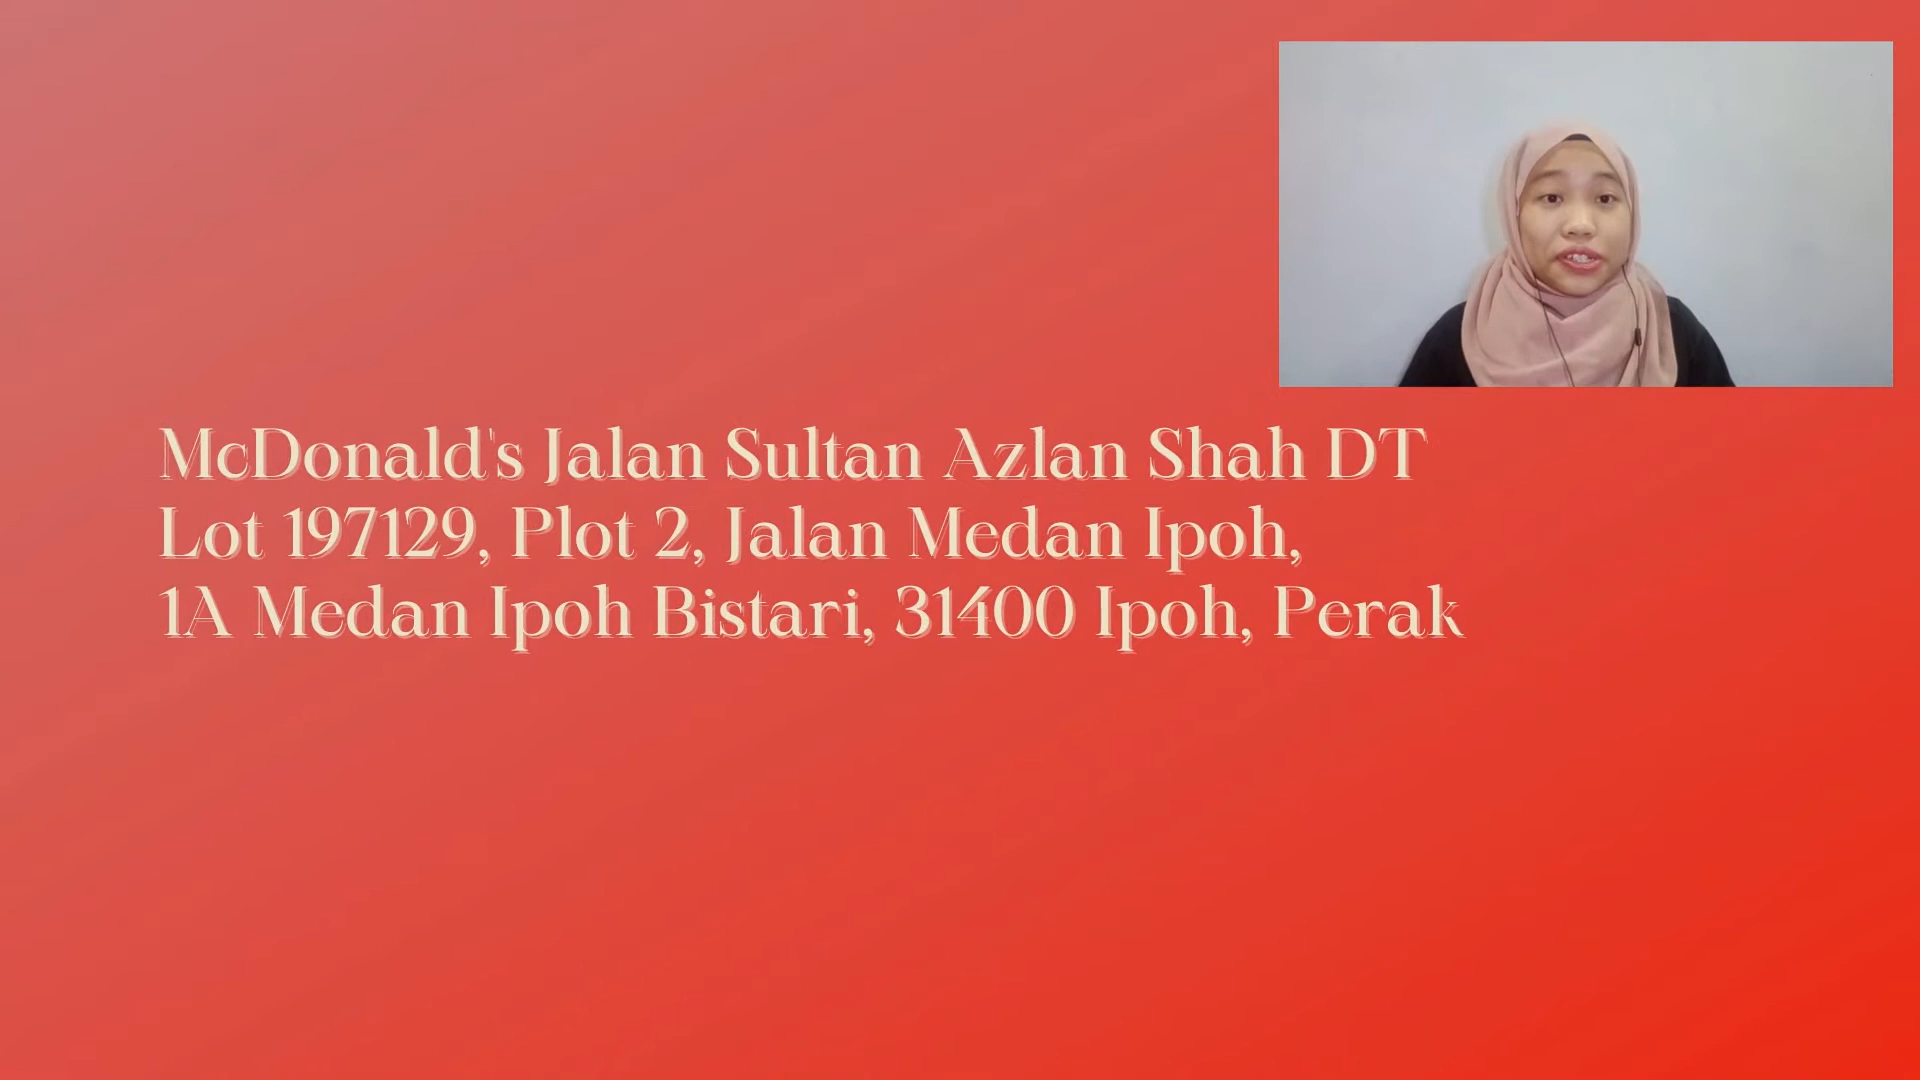 McDonald's Jalan Sultan Azlan Shah DT
Lot 197129, Plot 2, Jalan Medan Ipoh,
1A Medan Ipoh Bistari, 31400 Ipoh, Perak